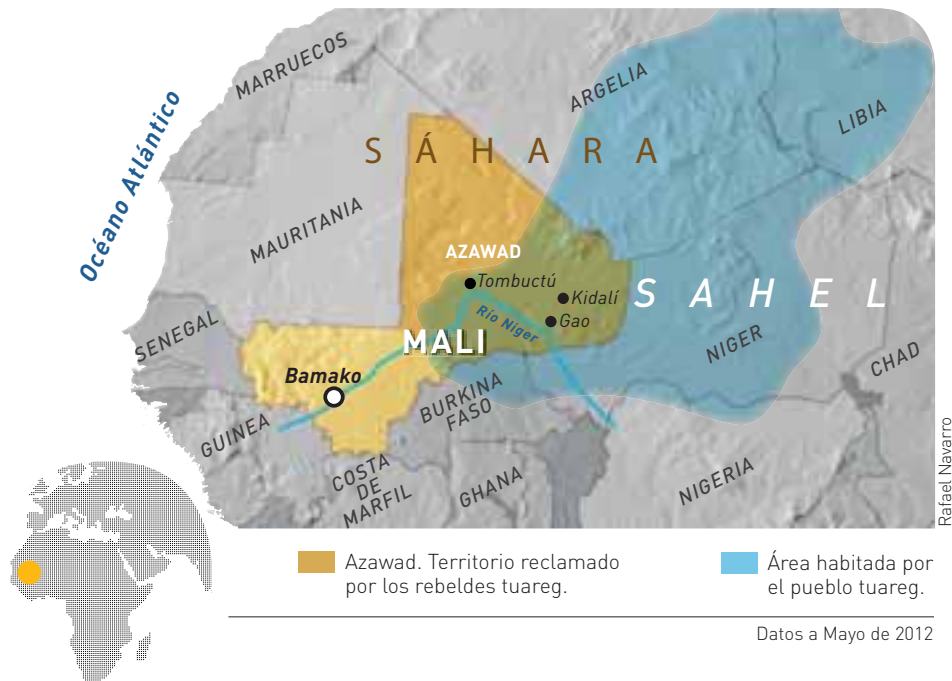 MARRUECOS
ARGELIA
LIBIA
Océano Atlántico
SÁHARA
MAURITANIA
AZAWAD
Tombuctú
Kidalí
Gao
SAHEL
Río Niger
SENEGAL
MALI
NIGER
CHAD
Bamako
BURKINA
FASO
GUINEA
COSTA
DE
MARFIL
GHANA
NIGERIA
Rafael Navarro
Azawad. Territorio reclamado
por los rebeldes tuareg.
Área habitada por
el pueblo tuareg.
Datos a Mayo de 2012